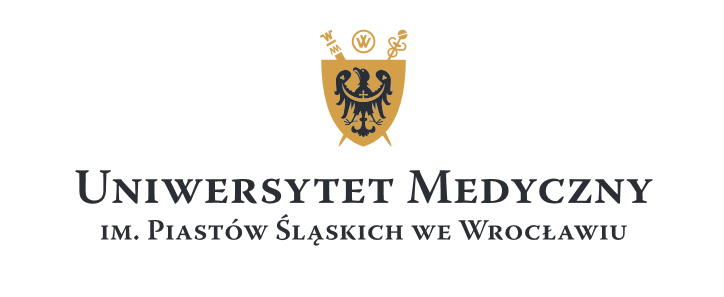 W
UNIWERSYTET MEDYCZNY
IM. PIASTÓW ŚLĄSKICH WE WROCŁAWIU